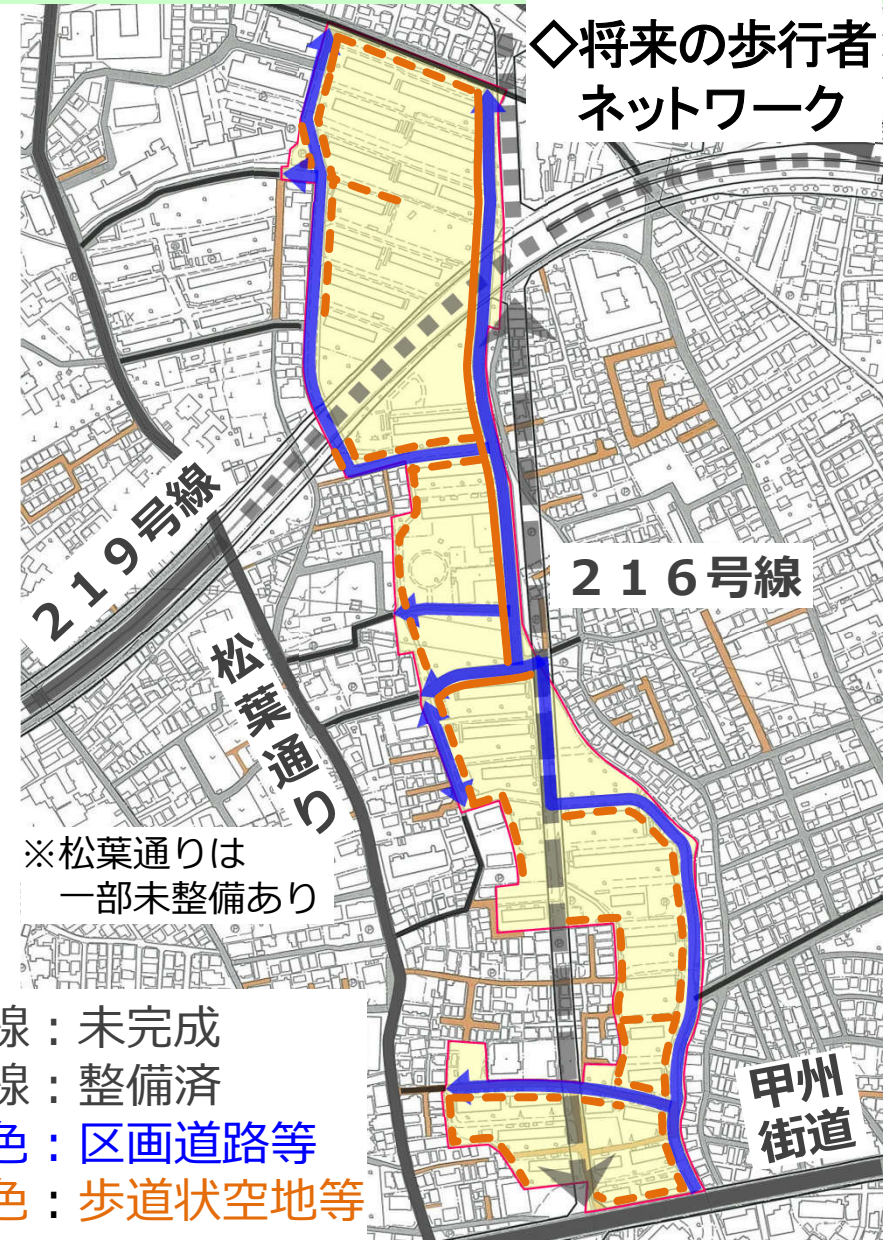 ◇将来の歩行者
ネットワーク
219号線
216号線
松葉通り
※松葉通りは
一部未整備あり
線:未完成
線:整備済
色:区画道路等
色:歩道状空地等
甲州
街道